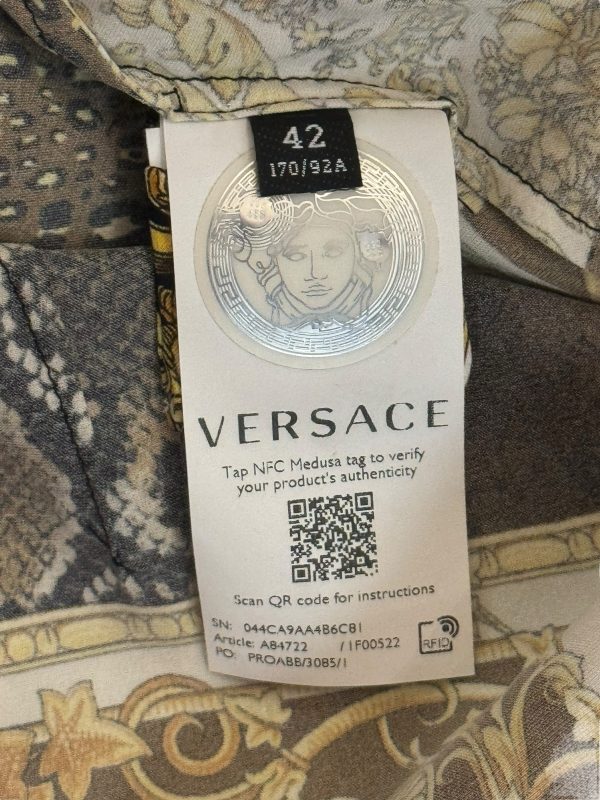 42
170/92A
VERSACE
Tap NFC Medusa tag to verify
your product's authenticity
Scan QR code for instructions
SN: 044CA9AA4B6C81
Article: A84722 /1F00522
PO: PROABB/3085/1
RFID